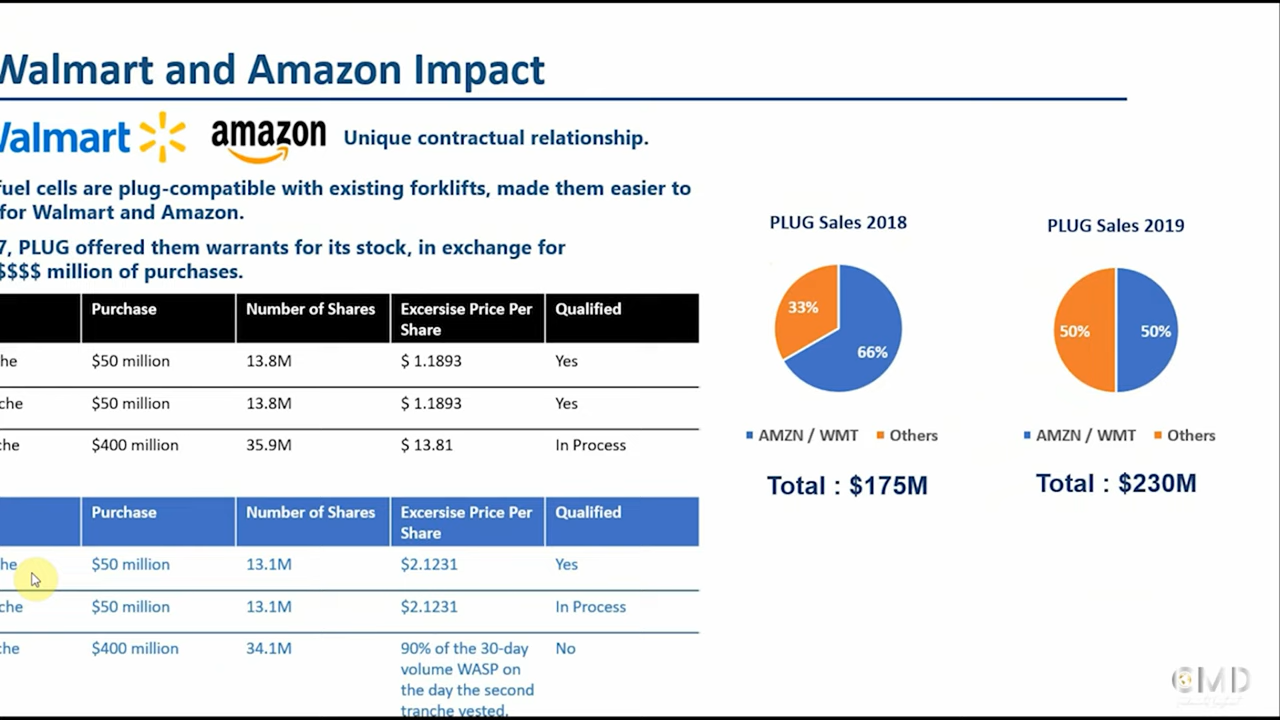 Walmart and Amazon Impact
Walmart amazon Unique contractual relationship.
fuel cells are plug-compatible with existing forklifts, made them easier to
for Walmart and Amazon.
7, PLUG offered them warrants for its stock, in exchange for
$$$$ million of purchases.
Purchase Number of Shares Excersise Price Per Share Qualified
che $50 million 13.8M $ 1.1893 Yes
che $50 million 13.8M $ 1.1893 Yes
che $400 million 35.9M $ 13.81 In Process
Purchase Number of Shares Excersise Price Per Share Qualified
che $50 million 13.1M $2.1231 Yes
che $50 million 13.1M $2.1231 In Process
che $400 million 34.1M 90% of the 30-day No
volume WASP on
the day the second
tranche vested.
PLUG Sales 2018
33%
66%
AMZN / WMT Others
Total : $175M
PLUG Sales 2019
50% 50%
AMZN / WMT Others
Total : $230M
CMD